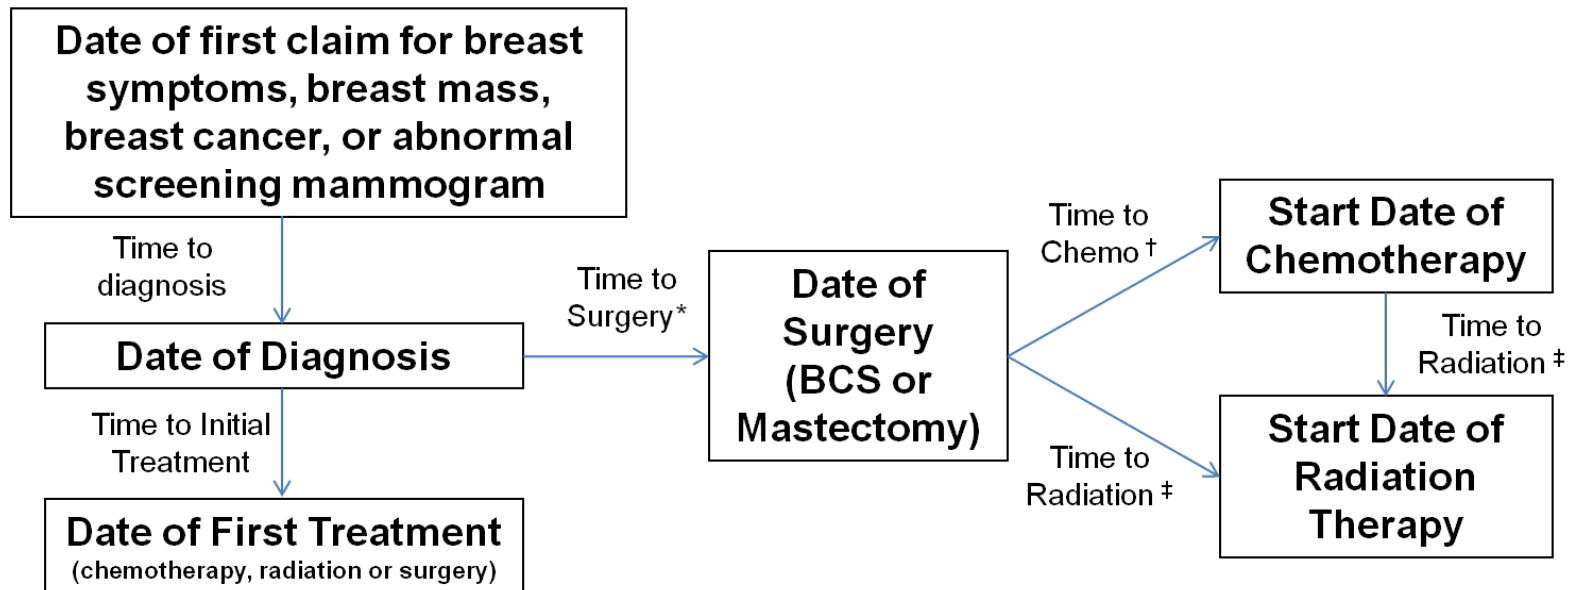 Date of first claim for breast
symptoms, breast mass,
breast cancer, or abnormal
screening mammogram
Time to
diagnosis
Date of Diagnosis
Time to Initial
Treatment
Date of First Treatment
(chemotherapy, radiation or surgery)
Time to
Surgery*
Date of
Surgery
(BCS or
Mastectomy)
Time to
Chemo †
Start Date of
Chemotherapy
Time to
Radiation ‡
Time to
Radiation ‡
Start Date of
Radiation
Therapy